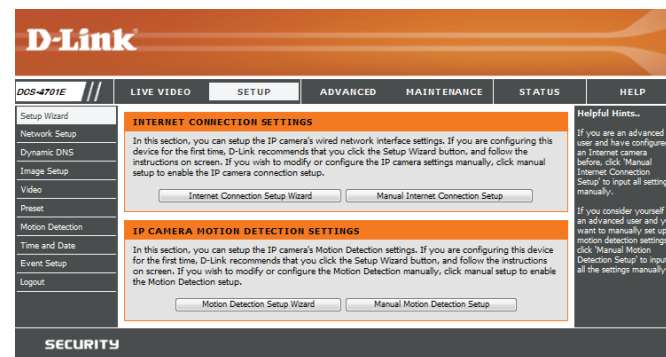 D-Link
DCS-4701E // LIVE VIDEO SETUP ADVANCED MAINTENANCE STATUS HELP
Setup Wizard
Network Setup
Dynamic DNS
Image Setup
Video
Preset
Motion Detection
Time and Date
Event Setup
Logout
INTERNET CONNECTION SETTINGS
In this section, you can setup the IP camera's wired network interface settings. If you are configuring this
device for the first time, D-Link recommends that you click the Setup Wizard button, and follow the
instructions on screen. If you wish to modify or configure the IP camera settings manually, click manual
setup to enable the IP camera connection setup.
Internet Connection Setup Wizard Manual Internet Connection Setup
IP CAMERA MOTION DETECTION SETTINGS
In this section, you can setup the IP camera's Motion Detection settings. If you are configuring this device
for the first time, D-Link recommends that you click the Setup Wizard button, and follow the instructions
on screen. If you wish to modify or configure the Motion Detection manually, click manual setup to enable
the Motion Detection setup.
Motion Detection Setup Wizard Manual Motion Detection Setup
Helpful Hints..
If you are an advanced
user and have configured
an Internet camera
before, click 'Manual
Internet Connection
Setup' to input all setting
manually.
If you consider yourself
an advanced user and y
want to manually set up
motion detection settings
click 'Manual Motion
Detection Setup' to input
all the settings manually
SECURITY